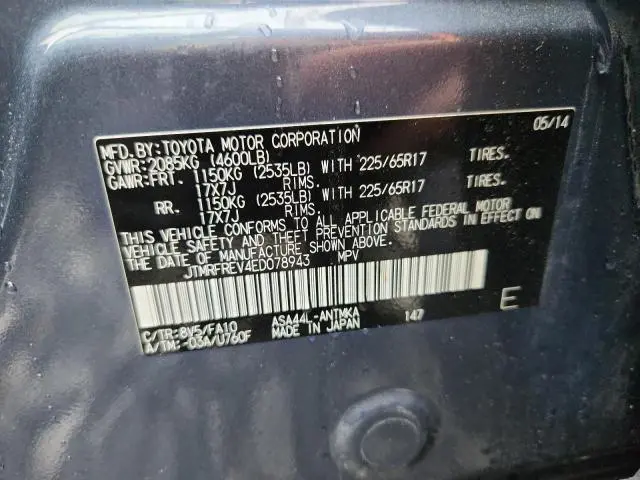 MFD. BY: TOYOTA MOTOR CORPORATION 05/14
GVWR: 2085KG (4600LB)
GAWR: FRT. 1150KG (2535LB) WITH 225/65R17 TIRES.
17X7J RIMS.
RR. 1150KG (2535LB) WITH 225/65R17 TIRES.
17X7J RIMS.
THIS VEHICLE CONFORMS TO ALL APPLICABLE FEDERAL MOTOR
VEHICLE SAFETY AND THEFT PREVENTION STANDARDS IN EFFECT ON
THE DATE OF MANUFACTURE SHOWN ABOVE.
JTMRFREV4ED078943 MPV
E
C/TR: 8V5/FA10 ASA44L-ANTMKA 147
A/TM: -03A/U760F MADE IN JAPAN